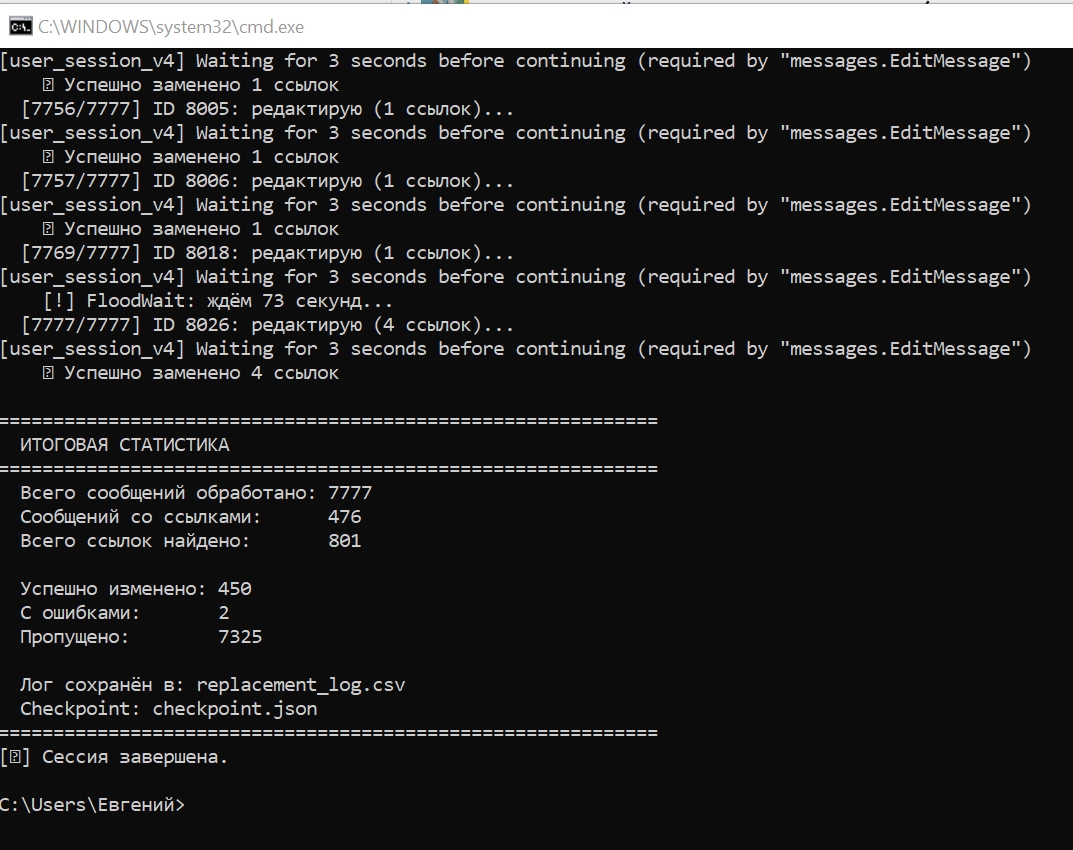 C:\WINDOWS\system32\cmd.exe
[user_session_v4] Waiting for 3 seconds before continuing (required by "messages.EditMessage")
Успешно заменено 1 ссылок
[7756/7777] ID 8005: редактирую (1 ссылок)...
[user_session_v4] Waiting for 3 seconds before continuing (required by "messages.EditMessage")
Успешно заменено 1 ссылок
[7757/7777] ID 8006: редактирую (1 ссылок)...
[user_session_v4] Waiting for 3 seconds before continuing (required by "messages.EditMessage")
Успешно заменено 1 ссылок
[7769/7777] ID 8018: редактирую (1 ссылок)...
[user_session_v4] Waiting for 3 seconds before continuing (required by "messages.EditMessage")
[!] FloodWait: ждём 73 секунд...
[7777/7777] ID 8026: редактирую (4 ссылок)...
[user_session_v4] Waiting for 3 seconds before continuing (required by "messages.EditMessage")
Успешно заменено 4 ссылок
============================================================
ИТОГОВАЯ СТАТИСТИКА
============================================================
Всего сообщений обработано: 7777
Сообщений со ссылками: 476
Всего ссылок найдено: 801
Успешно изменено: 450
С ошибками: 2
Пропущено: 7325
Лог сохранён в: replacement_log.csv
Checkpoint: checkpoint.json
============================================================
[?] Сессия завершена.
C:\Users\Евгений>